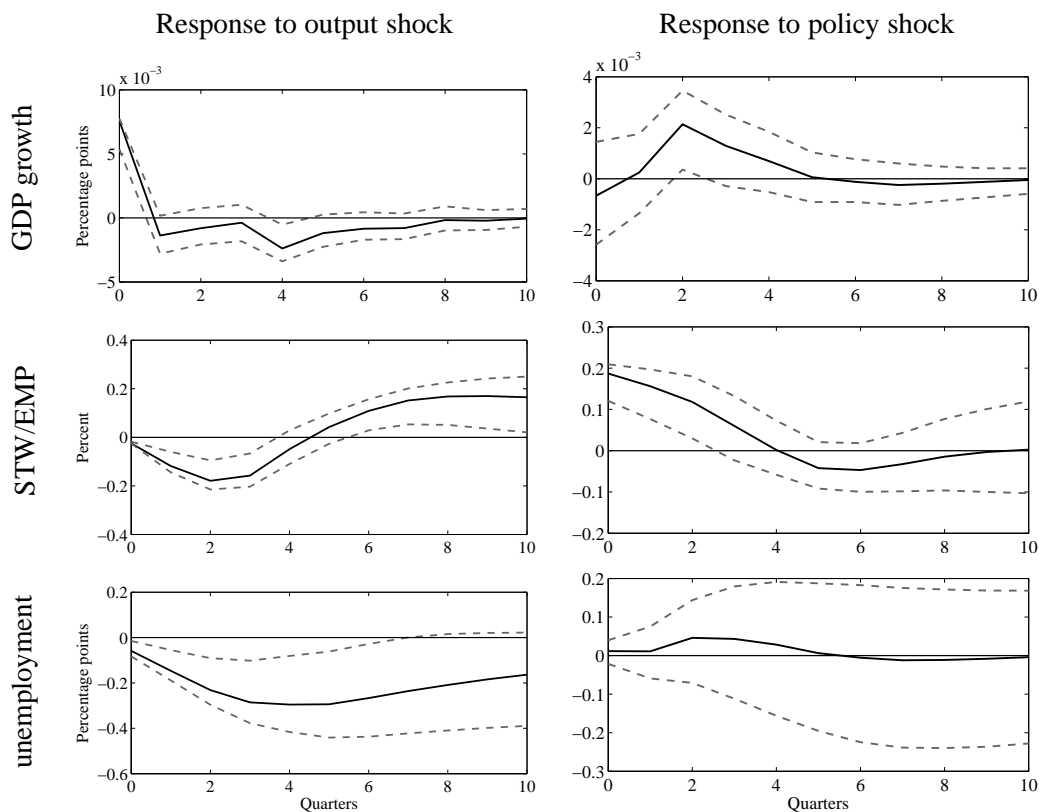 Response to output shock
Response to policy shock
GDP growth
Percentage points
x 10⁻³
10
5
0
−5
0 2 4 6 8 10
x 10⁻³
4
2
0
−2
−4
0 2 4 6 8 10
STW/EMP
Percent
0.4
0.2
0
−0.2
−0.4
0 2 4 6 8 10
0.3
0.2
0.1
0
−0.1
−0.2
0 2 4 6 8 10
unemployment
Percentage points
0.2
0
−0.2
−0.4
−0.6
0 2 4 6 8 10
Quarters
0.2
0.1
0
−0.1
−0.2
−0.3
0 2 4 6 8 10
Quarters